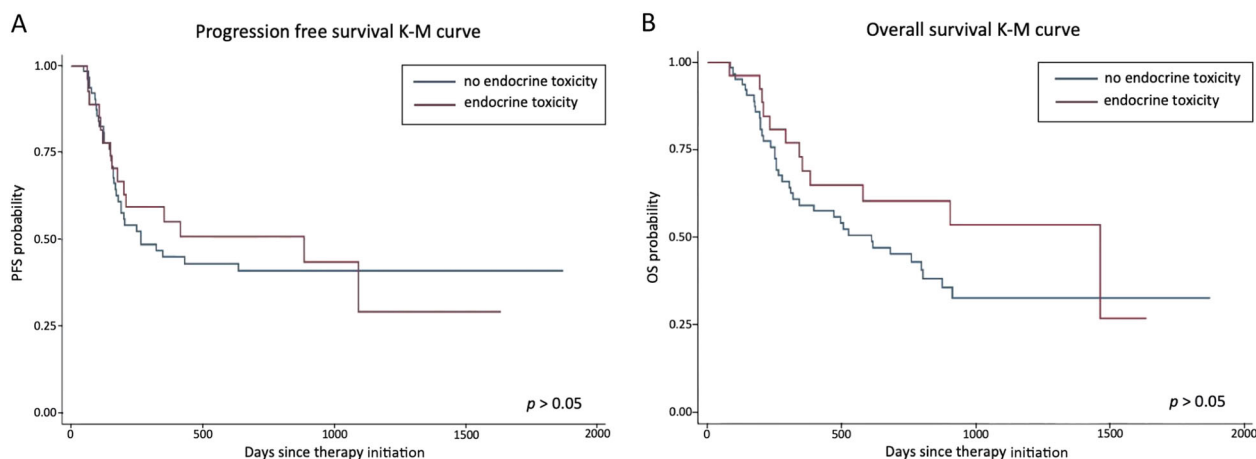 A
Progression free survival K-M curve
no endocrine toxicity
endocrine toxicity
PFS probability
1.00
0.75
0.50
0.25
0.00
p > 0.05
0
500
1000
1500
2000
Days since therapy initiation
B
Overall survival K-M curve
no endocrine toxicity
endocrine toxicity
OS probability
1.00
0.75
0.50
0.25
0.00
p > 0.05
0
500
1000
1500
2000
Days since therapy initiation